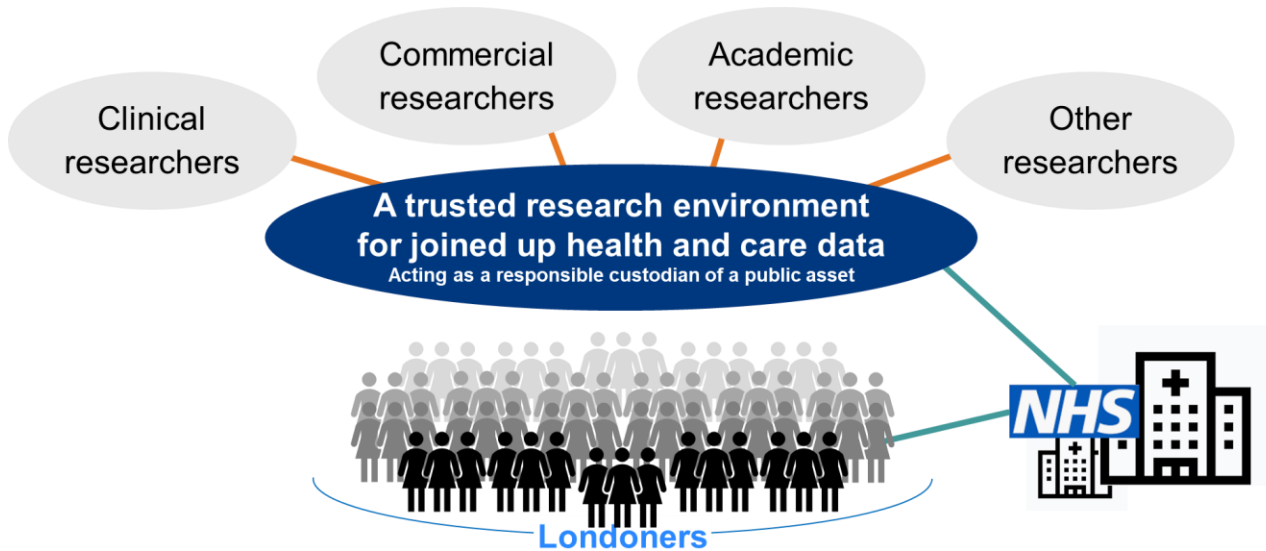 Clinical
researchers
Commercial
researchers
Academic
researchers
Other
researchers
A trusted research environment
for joined up health and care data
Acting as a responsible custodian of a public asset
NHS
Londoners